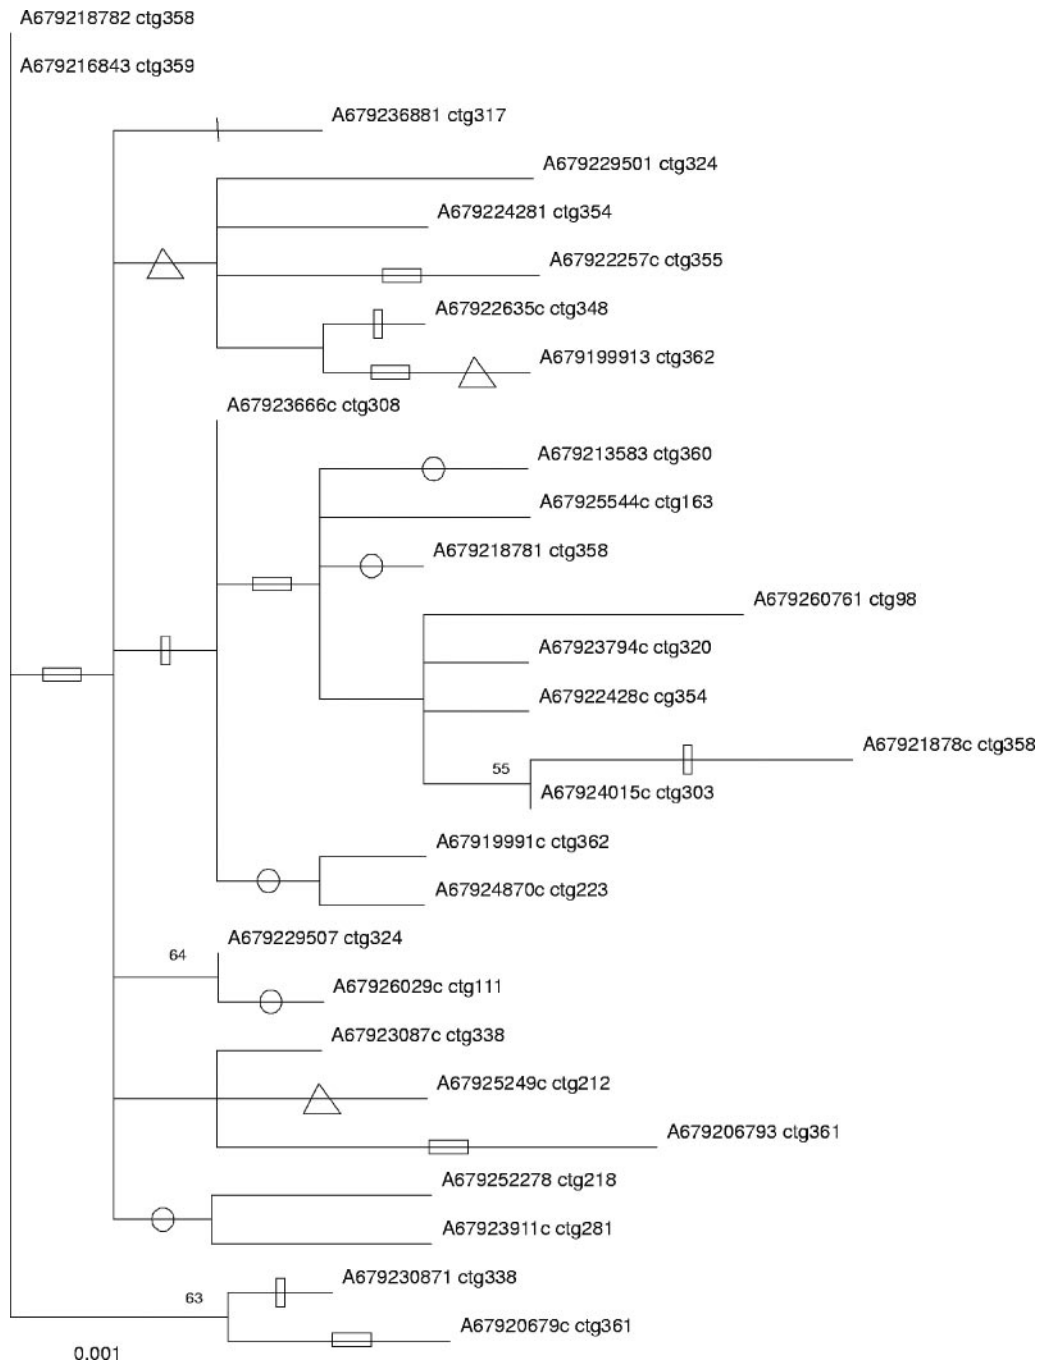 A679218782 ctg358
A679216843 ctg359
A679236881 ctg317
A679229501 ctg324
A679224281 ctg354
A67922257c ctg355
A67922635c ctg348
A679199913 ctg362
A67923666c ctg308
A679213583 ctg360
A67925544c ctg163
A679218781 ctg358
A679260761 ctg98
A67923794c ctg320
A67922428c cg354
A67921878c ctg358
55
A67924015c ctg303
A67919991c ctg362
A67924870c ctg223
A679229507 ctg324
64
A67926029c ctg111
A67923087c ctg338
A67925249c ctg212
A679206793 ctg361
A679252278 ctg218
A67923911c ctg281
A679230871 ctg338
63
A67920679c ctg361
0.001